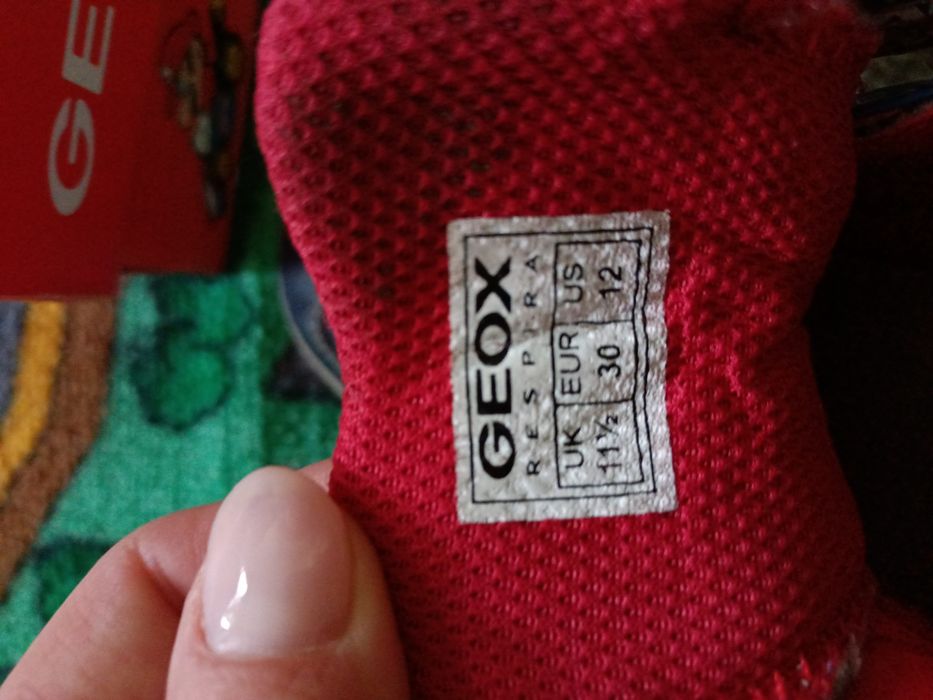 GE
GEOX
RESPIRA
UK EUR US
11½ 30 12